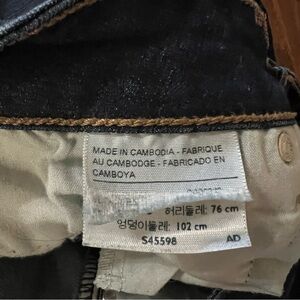 MADE IN CAMBODIA - FABRIQUE
AU CAMBODGE - FABRICADO EN
CAMBOYA
허리둘레: 76 cm
엉덩이둘레: 102 cm
S45598 AD